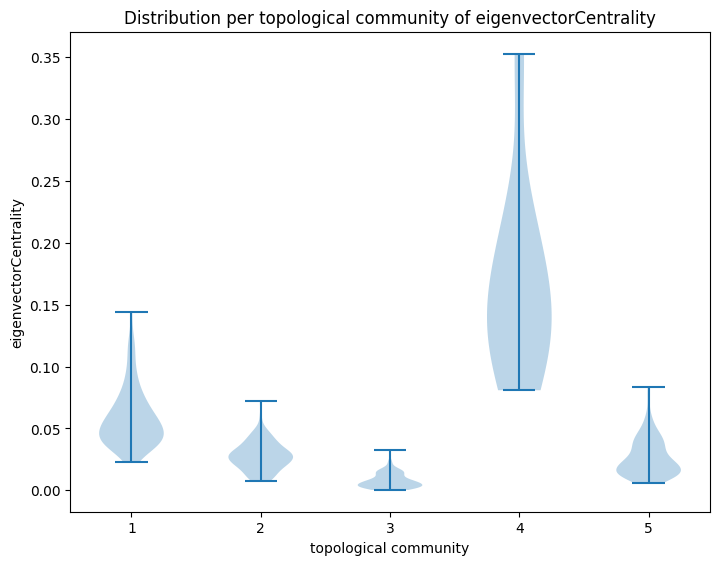 Distribution per topological community of eigenvectorCentrality
eigenvectorCentrality
0.35
0.30
0.25
0.20
0.15
0.10
0.05
0.00
1 2 3 4 5
topological community